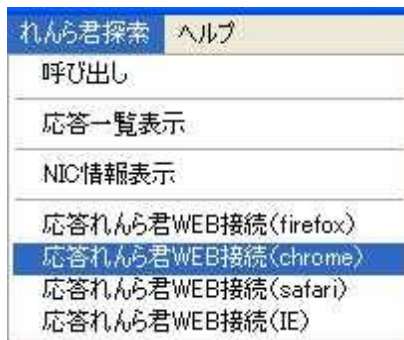 れんら君探索 ヘルプ
呼び出し
応答一覧表示
NIC情報表示
応答れんら君WEB接続(firefox)
応答れんら君WEB接続(chrome)
応答れんら君WEB接続(safari)
応答れんら君WEB接続(IE)